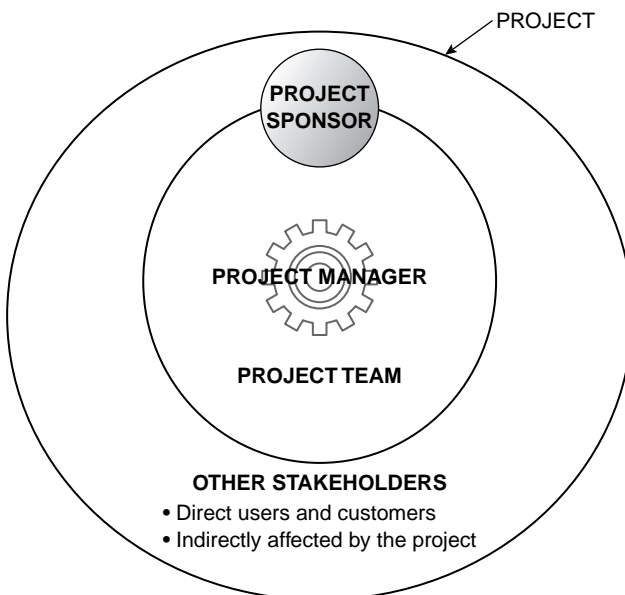 PROJECT
PROJECT
SPONSOR
PROJECT MANAGER
PROJECT TEAM
OTHER STAKEHOLDERS
• Direct users and customers
• Indirectly affected by the project